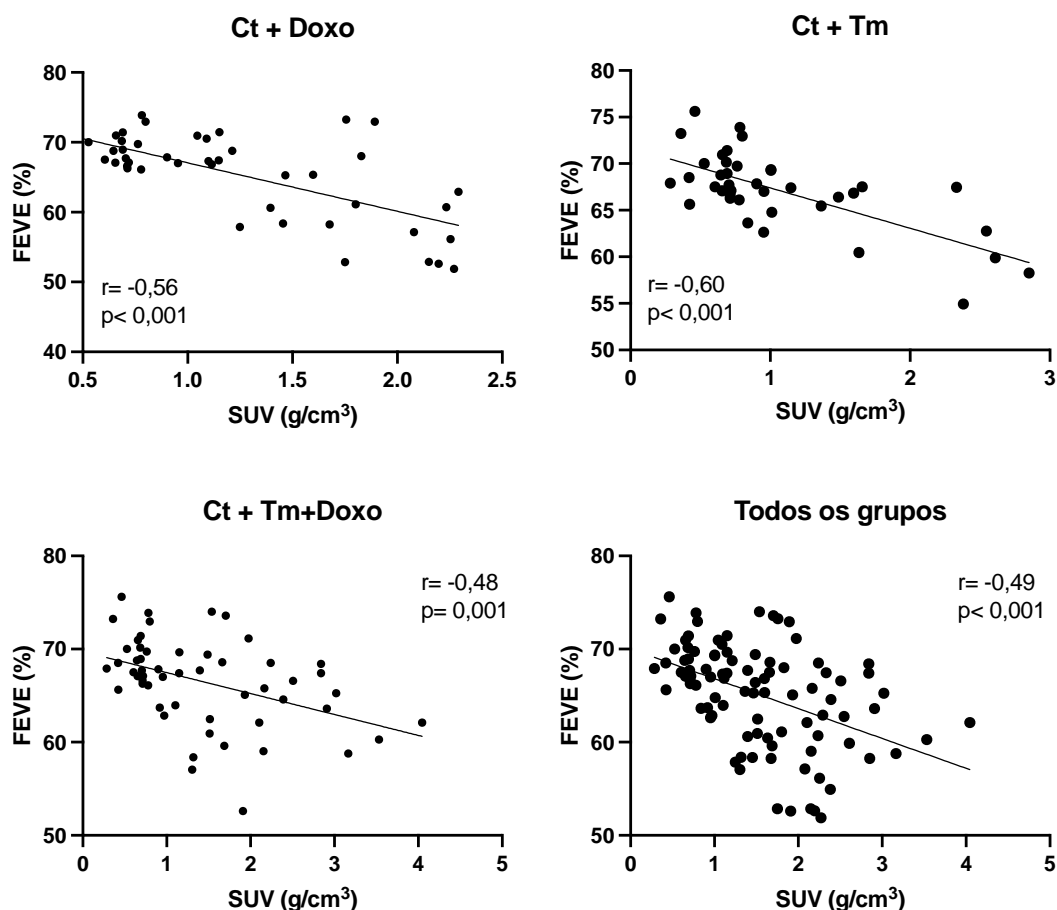 Ct + Doxo
80
70
60
50
40
FEVE (%)
r= -0,56
p< 0,001
0.5 1.0 1.5 2.0 2.5
SUV (g/cm³)
Ct + Tm
80
75
70
65
60
55
50
FEVE (%)
r= -0,60
p< 0,001
0 1 2 3
SUV (g/cm³)
Ct + Tm+Doxo
80
70
60
50
FEVE (%)
r= -0,48
p= 0,001
0 1 2 3 4 5
SUV (g/cm³)
Todos os grupos
80
70
60
50
FEVE (%)
r= -0,49
p< 0,001
0 1 2 3 4 5
SUV (g/cm³)